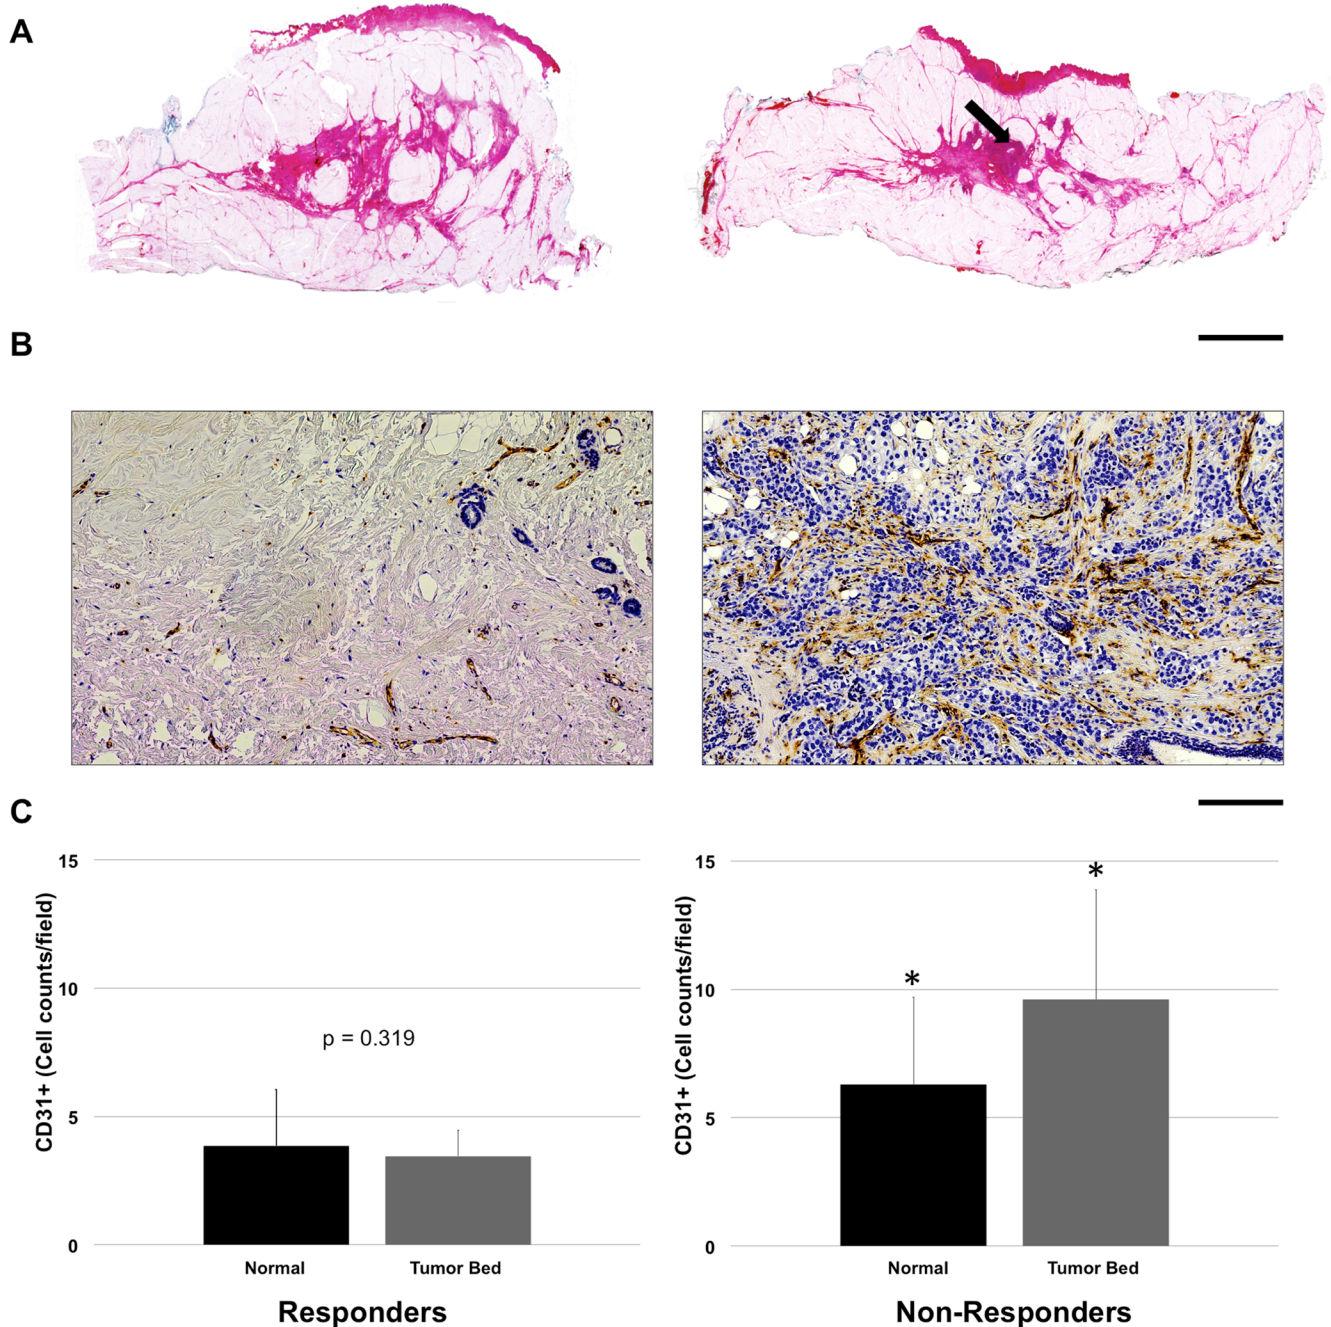 A
B
C
15
10
5
0
CD31+ (Cell counts/field)
p = 0.319
Normal
Tumor Bed
Responders
15
10
5
0
CD31+ (Cell counts/field)
*
*
Normal
Tumor Bed
Non-Responders